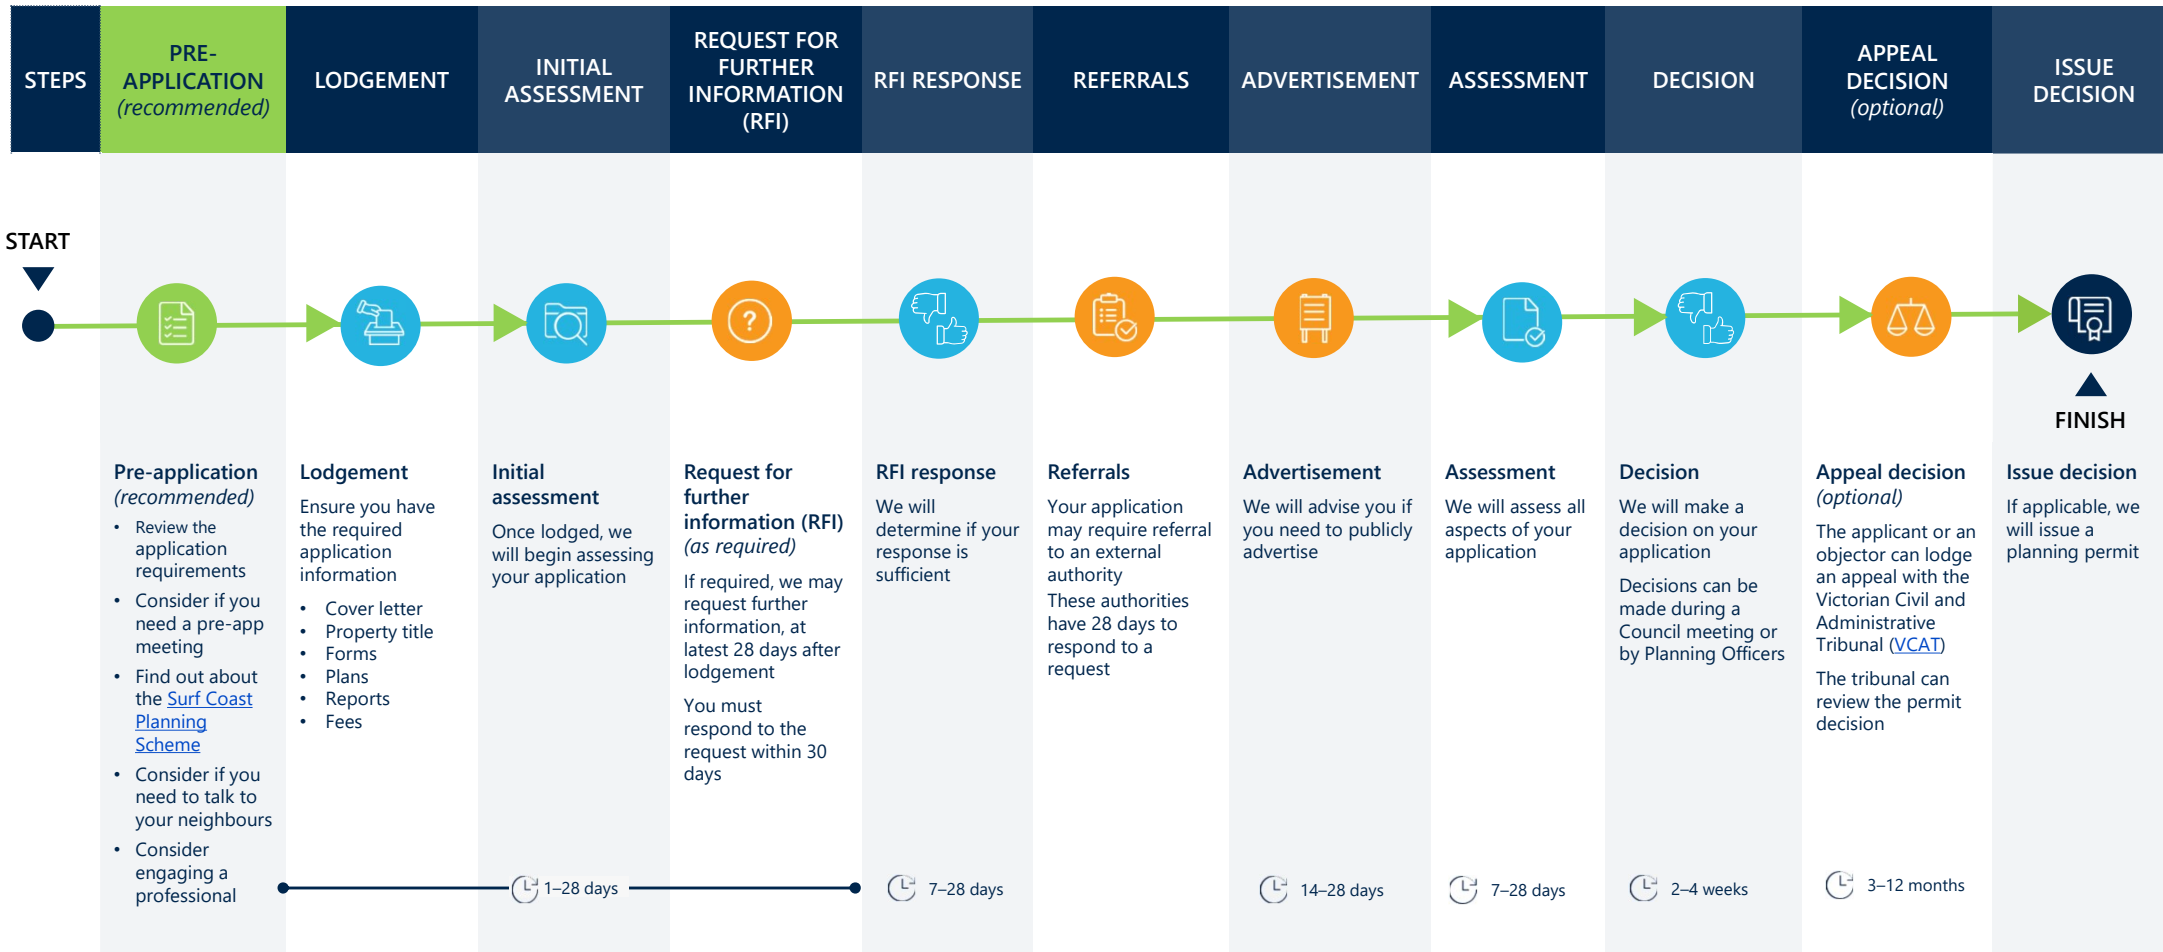 STEPS
PRE-
APPLICATION
(recommended)
LODGEMENT
INITIAL
ASSESSMENT
REQUEST FOR
FURTHER
INFORMATION
(RFI)
RFI RESPONSE
REFERRALS
ADVERTISEMENT
ASSESSMENT
DECISION
APPEAL
DECISION
(optional)
ISSUE
DECISION
START
?
FINISH
Pre-application
(recommended)
• Review the
application
requirements
• Consider if you
need a pre-app
meeting
• Find out about
the Surf Coast
Planning
Scheme
• Consider if you
need to talk to
your neighbours
• Consider
engaging a
professional
Lodgement
Ensure you have
the required
application
information
• Cover letter
• Property title
• Forms
• Plans
• Reports
• Fees
Initial
assessment
Once lodged, we
will begin assessing
your application
1–28 days
Request for
further
information (RFI)
(as required)
If required, we may
request further
information, at
latest 28 days after
lodgement
You must
respond to the
request within 30
days
RFI response
We will
determine if your
response is
sufficient
7–28 days
Referrals
Your application
may require referral
to an external
authority
These authorities
have 28 days to
respond to a
request
Advertisement
We will advise you if
you need to publicly
advertise
14–28 days
Assessment
We will assess all
aspects of your
application
7–28 days
Decision
We will make a
decision on your
application
Decisions can be
made during a
Council meeting or
by Planning Officers
2–4 weeks
Appeal decision
(optional)
The applicant or an
objector can lodge
an appeal with the
Victorian Civil and
Administrative
Tribunal (VCAT)
The tribunal can
review the permit
decision
3–12 months
Issue decision
If applicable, we
will issue a
planning permit